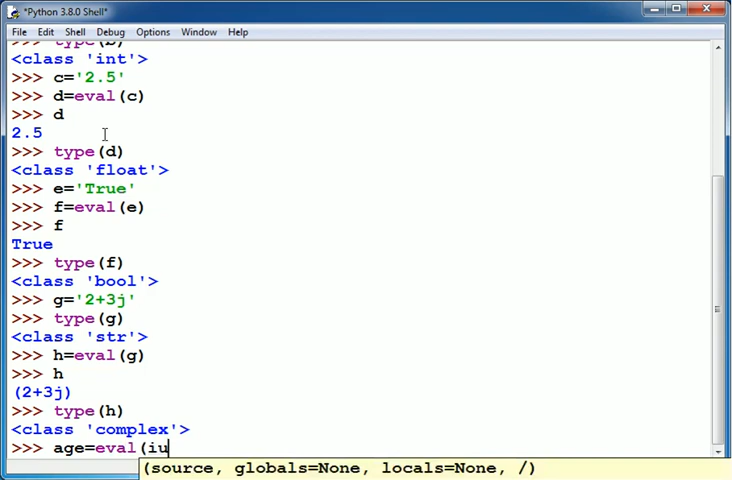 *Python 3.8.0 Shell*
File Edit Shell Debug Options Window Help
>>> type(b)
<class 'int'>
>>> c='2.5'
>>> d=eval(c)
>>> d
2.5
>>> type(d)
<class 'float'>
>>> e='True'
>>> f=eval(e)
>>> f
True
>>> type(f)
<class 'bool'>
>>> g='2+3j'
>>> type(g)
<class 'str'>
>>> h=eval(g)
>>> h
(2+3j)
>>> type(h)
<class 'complex'>
>>> age=eval(iu
(source, globals=None, locals=None, /)